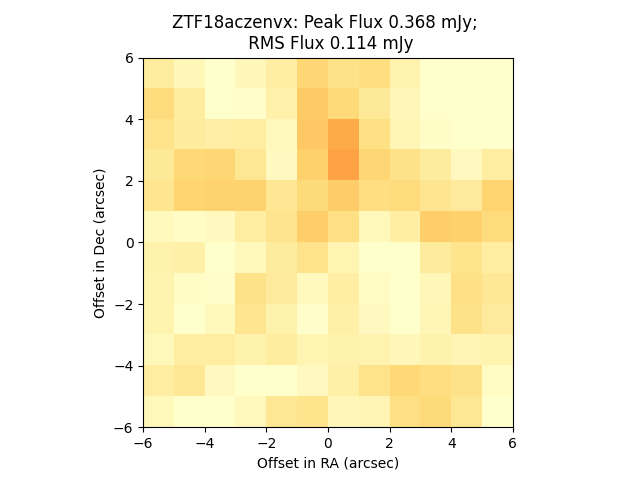 ZTF18aczenvx: Peak Flux 0.368 mJy;
RMS Flux 0.114 mJy
6
4
2
0
−2
−4
−6
Offset in Dec (arcsec)
−6 −4 −2 0 2 4 6
Offset in RA (arcsec)